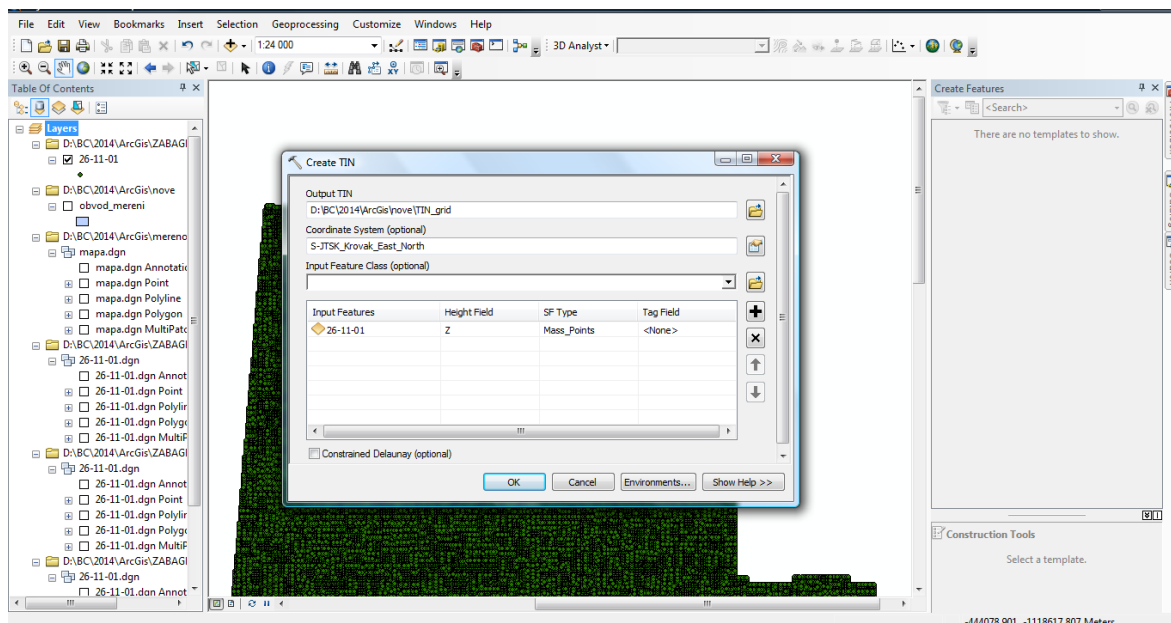 File Edit View Bookmarks Insert Selection Geoprocessing Customize Windows Help
1:24 000 3D Analyst
Table Of Contents
Layers
D:\BC\2014\ArcGis\ZABAGI
26-11-01
D:\BC\2014\ArcGis\nove
obvod_mereni
D:\BC\2014\ArcGis\mereno
mapa.dgn
mapa.dgn Annotatio
mapa.dgn Point
mapa.dgn Polyline
mapa.dgn Polygon
mapa.dgn MultiPatc
D:\BC\2014\ArcGis\ZABAGI
26-11-01.dgn
26-11-01.dgn Annot
26-11-01.dgn Point
26-11-01.dgn Polylin
26-11-01.dgn Polygo
26-11-01.dgn MultiP
D:\BC\2014\ArcGis\ZABAGI
26-11-01.dgn
26-11-01.dgn Annot
26-11-01.dgn Point
26-11-01.dgn Polylin
26-11-01.dgn Polygo
26-11-01.dgn MultiP
D:\BC\2014\ArcGis\ZABAGI
26-11-01.dgn
26-11-01.dgn Annot
Create TIN
Output TIN
D:\BC\2014\ArcGis\nove\TIN_grid
Coordinate System (optional)
S-JTSK_Krovak_East_North
Input Feature Class (optional)
Input Features Height Field SF Type Tag Field
26-11-01 Z Mass_Points <None>
Constrained Delaunay (optional)
OK Cancel Environments... Show Help >>
Create Features
<Search>
There are no templates to show.
Construction Tools
Select a template.
-444078,901 -1118617,807 Meters